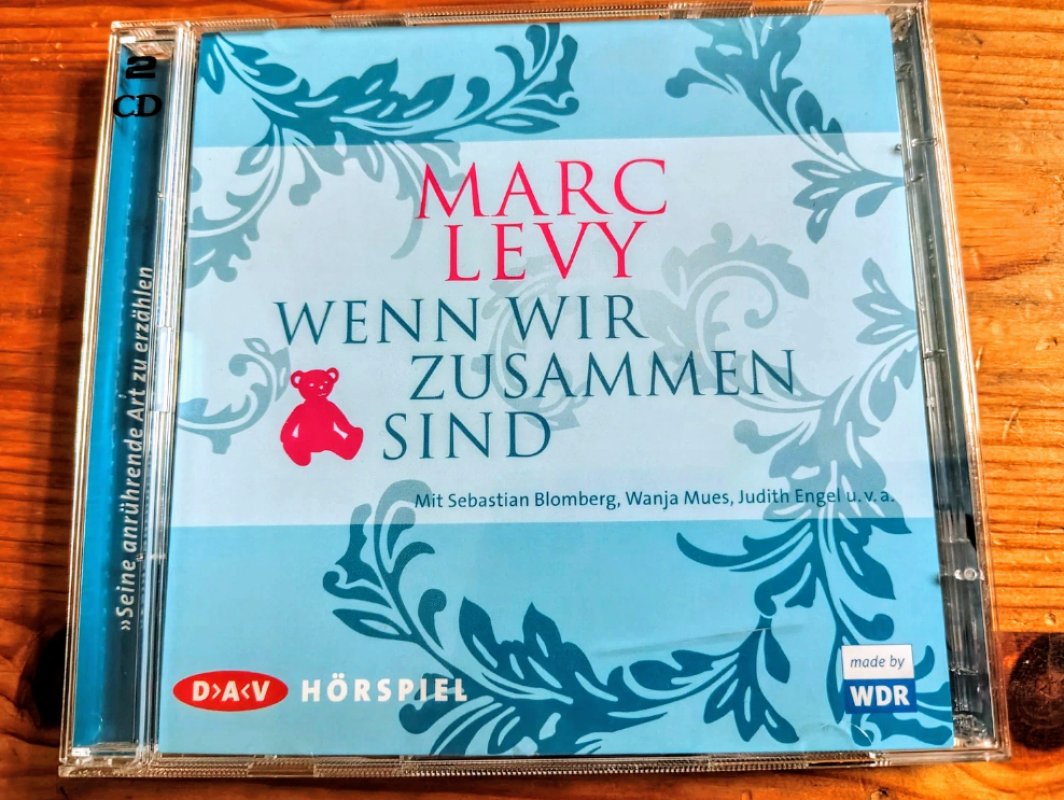 2
CD
»Seine anrührende Art zu erzählen
MARC
LEVY
WENN WIR
ZUSAMMEN
SIND
Mit Sebastian Blomberg, Wanja Mues, Judith Engel u. v. a.
D>A<V HÖRSPIEL
made by
WDR